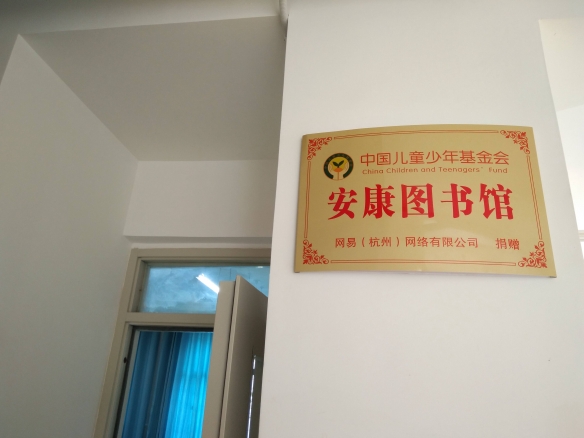 中国儿童少年基金会
China Children and Teenagers' Fund
安康图书馆
网易（杭州）网络有限公司 捐赠